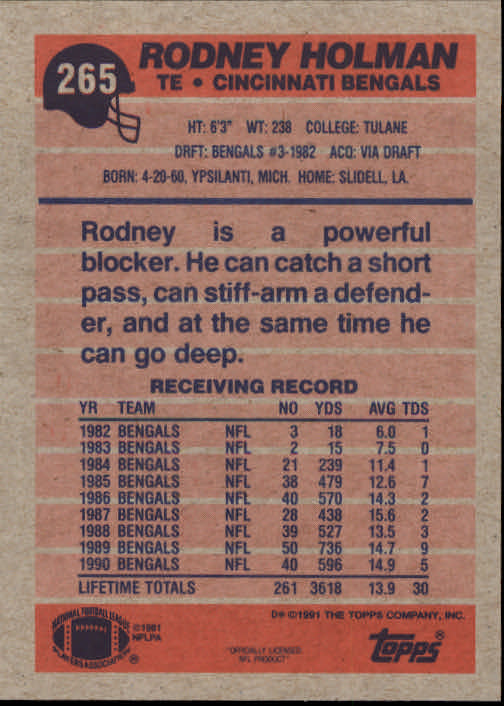 265
RODNEY HOLMAN
TE • CINCINNATI BENGALS
HT: 6'3" WT: 238 COLLEGE: TULANE
DRFT: BENGALS #3-1982 ACQ: VIA DRAFT
BORN: 4-20-60, YPSILANTI, MICH. HOME: SLIDELL, LA.
Rodney is a powerful
blocker. He can catch a short
pass, can stiff-arm a defend-
er, and at the same time he
can go deep.
RECEIVING RECORD
YR TEAM NO YDS AVG TDS
1982 BENGALS NFL 3 18 6.0 1
1983 BENGALS NFL 2 15 7.5 0
1984 BENGALS NFL 21 239 11.4 1
1985 BENGALS NFL 38 479 12.6 7
1986 BENGALS NFL 40 570 14.3 2
1987 BENGALS NFL 28 438 15.6 2
1988 BENGALS NFL 39 527 13.5 3
1989 BENGALS NFL 50 736 14.7 9
1990 BENGALS NFL 40 596 14.9 5
LIFETIME TOTALS 261 3618 13.9 30
D* ©1991 THE TOPPS COMPANY, INC.
NATIONAL FOOTBALL LEAGUE
PLAYERS ASSOCIATION
®
©1991
NFLPA
"OFFICIALLY LICENSED
NFL PRODUCT"
topps®